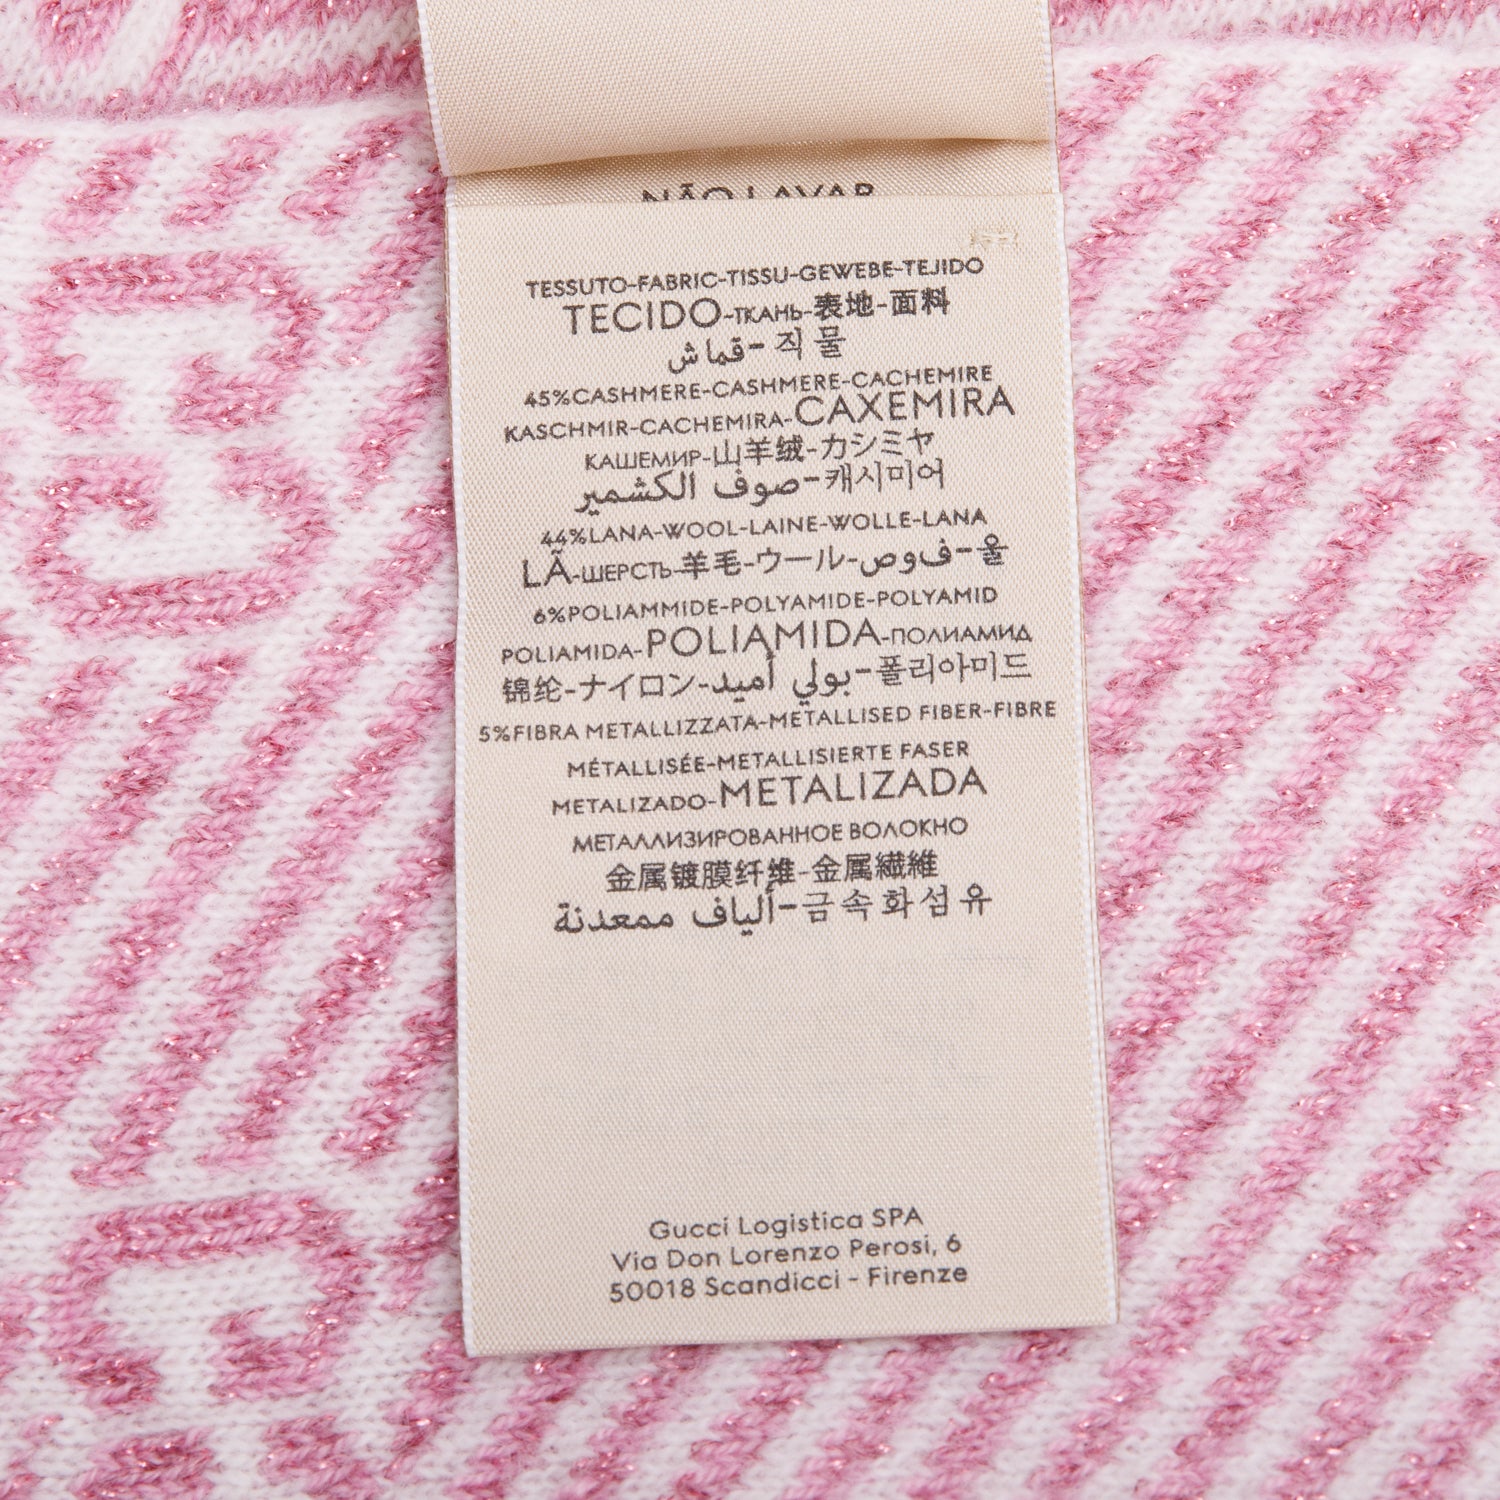 NÃO LAVAR
TESSUTO-FABRIC-TISSU-GEWEBE-TEJIDO
TECIDO-ТКАНЬ-表地-面料
قماش-직물
45%CASHMERE-CASHMERE-CACHEMIRE
KASCHMIR-CACHEMIRA-CAXEMIRA
КАШЕМИР-山羊绒-カシミヤ
صوف الكشمير-캐시미어
44%LANA-WOOL-LAINE-WOLLE-LANA
LÃ-ШЕРСТЬ-羊毛-ウール-فوص-울
6%POLIAMMIDE-POLYAMIDE-POLYAMID
POLIAMIDA-POLIAMIDA-ПОЛИАМИД
锦纶-ナイロン-بولي أميد-폴리아미드
5%FIBRA METALLIZZATA-METALLISED FIBER-FIBRE
MÉTALLISÉE-METALLISIERTE FASER
METALIZADO-METALIZADA
МЕТАЛЛИЗИРОВАННОЕ ВОЛОКНО
金属镀膜纤维-金属繊維
ألياف ممعدنة-금속화섬유
Gucci Logistica SPA
Via Don Lorenzo Perosi, 6
50018 Scandicci - Firenze